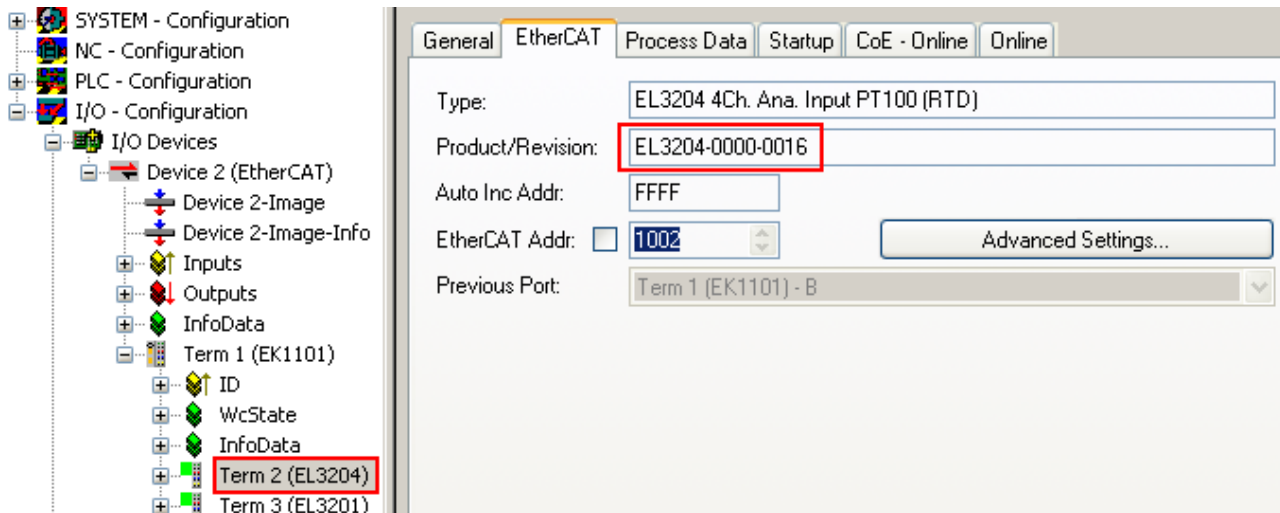 SYSTEM - Configuration
NC - Configuration
PLC - Configuration
I/O - Configuration
I/O Devices
Device 2 (EtherCAT)
Device 2-Image
Device 2-Image-Info
Inputs
Outputs
InfoData
Term 1 (EK1101)
ID
WcState
InfoData
Term 2 (EL3204)
Term 3 (EL3201)
General EtherCAT Process Data Startup CoE - Online Online
Type: EL3204 4Ch. Ana. Input PT100 (RTD)
Product/Revision: EL3204-0000-0016
Auto Inc Addr: FFFF
EtherCAT Addr: 1002 Advanced Settings...
Previous Port: Term 1 (EK1101) - B